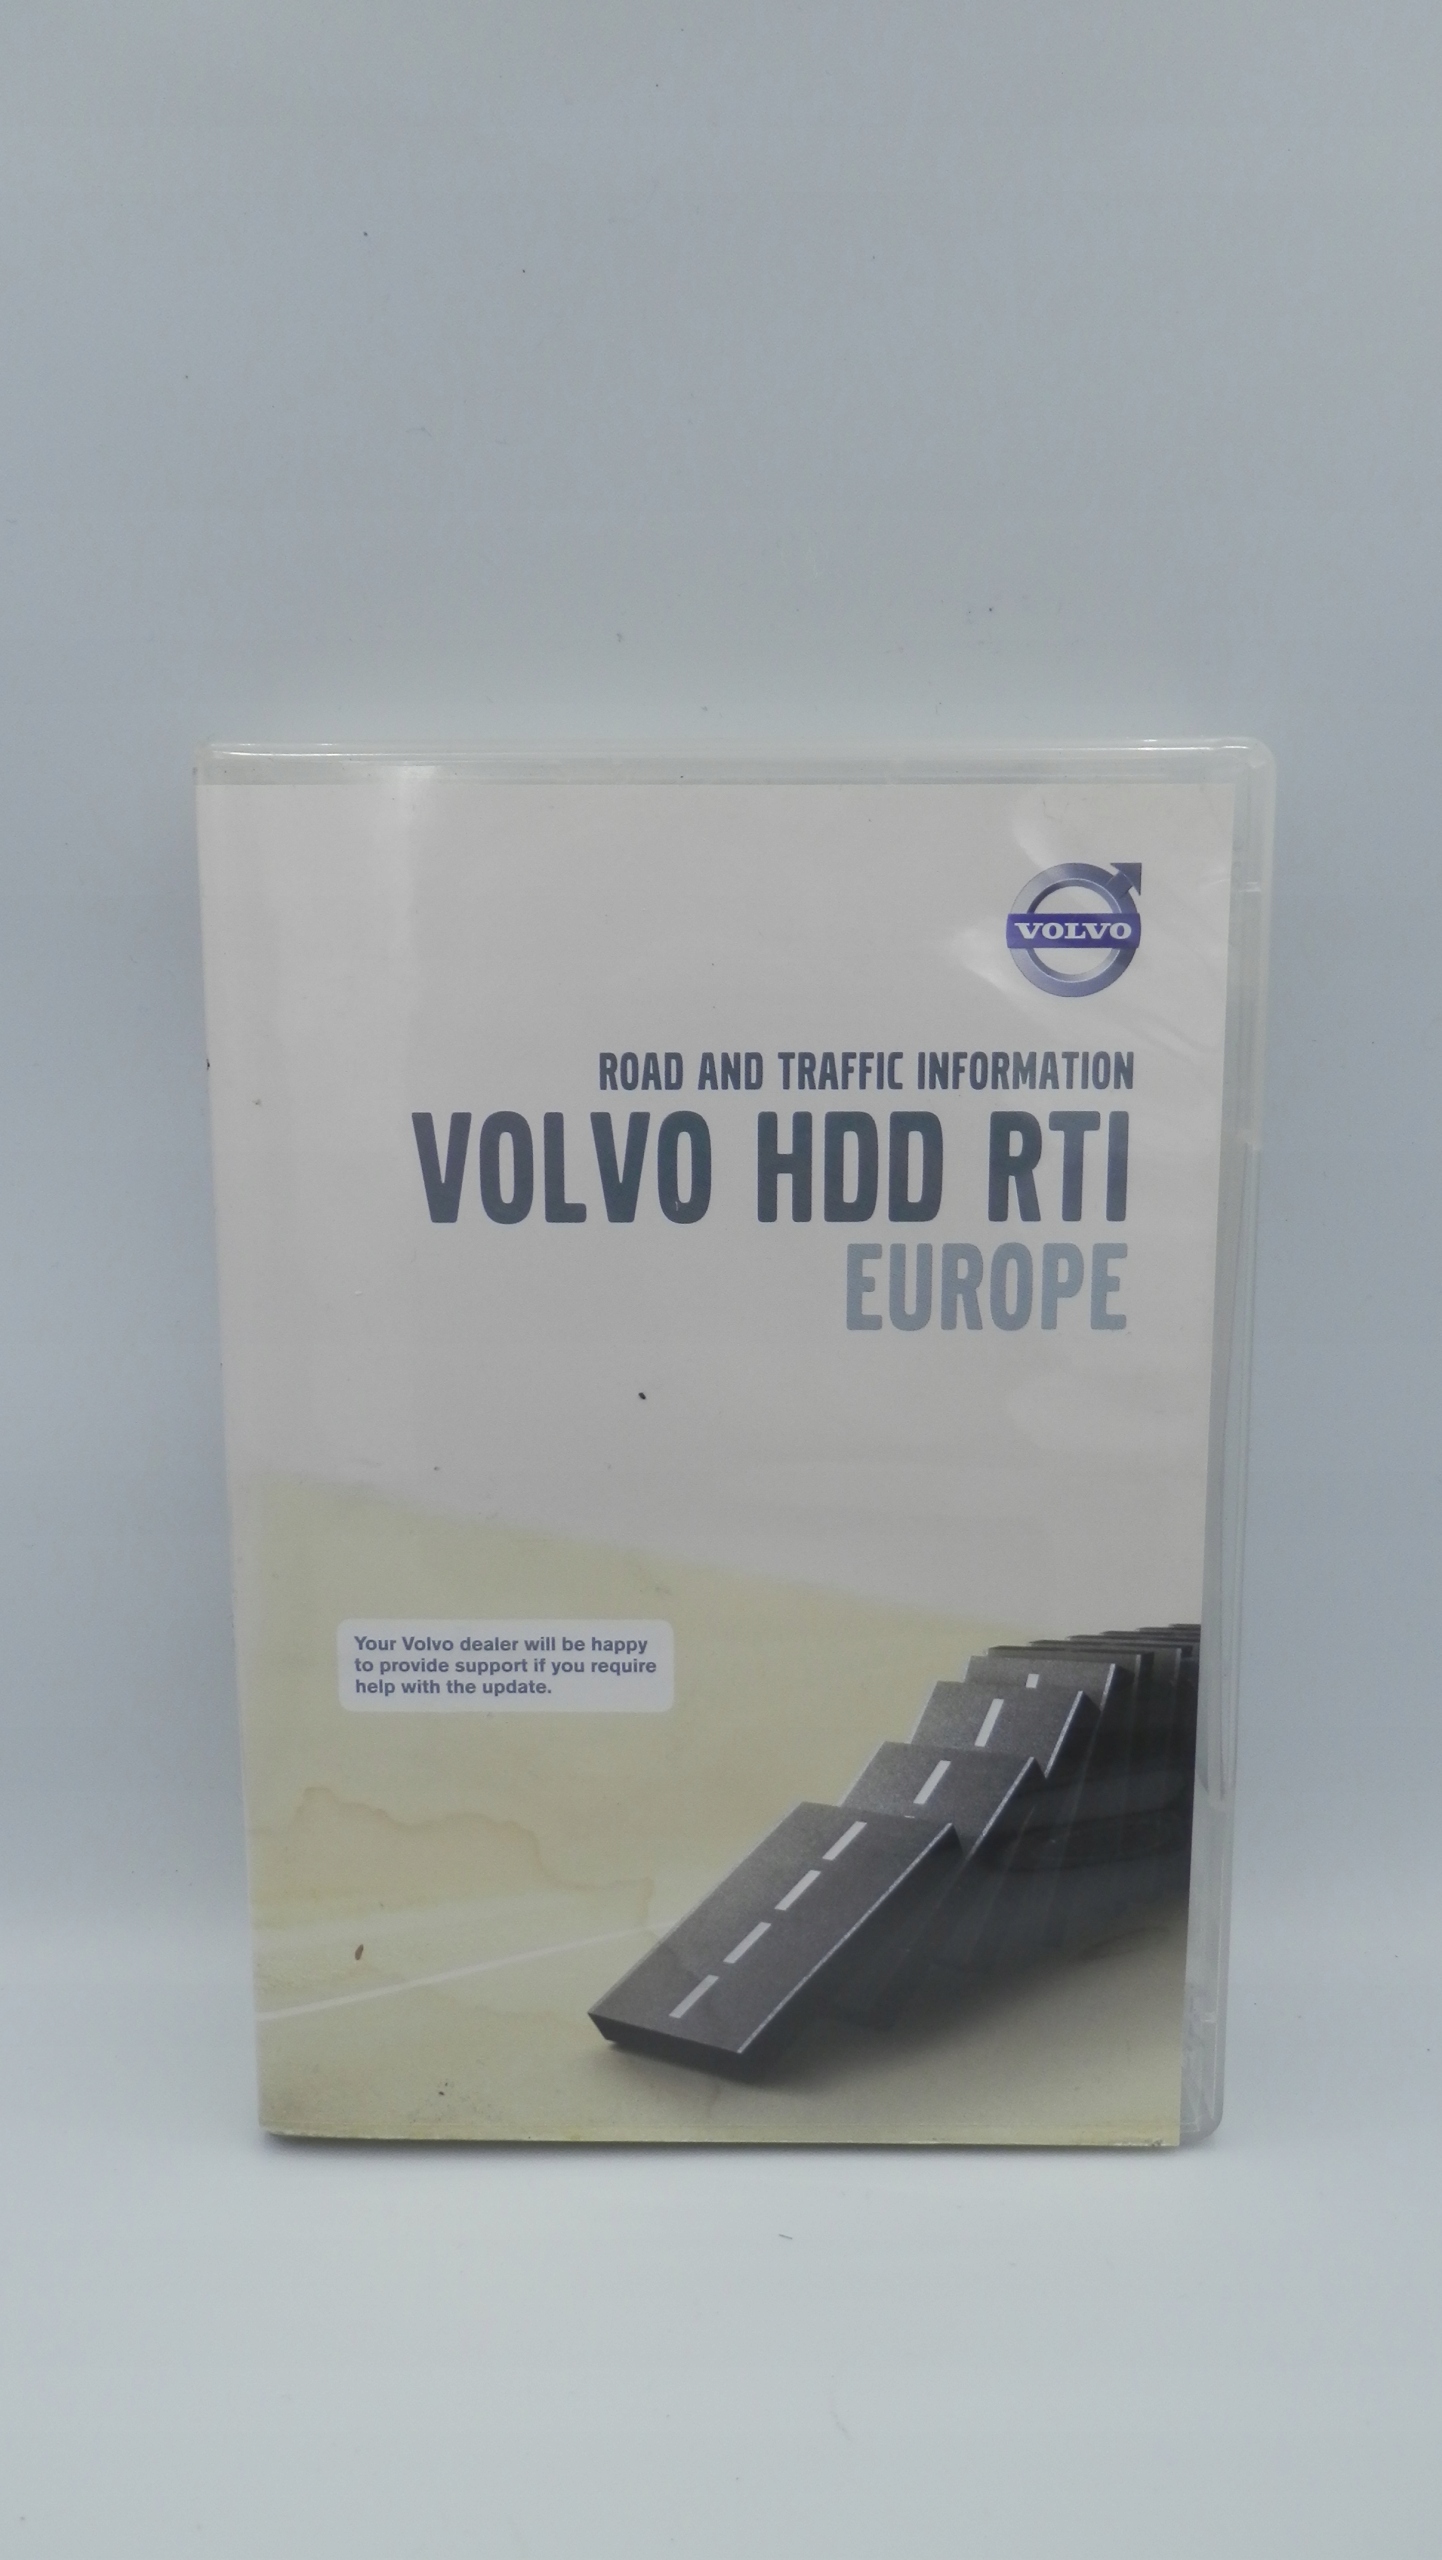 VOLVO
ROAD AND TRAFFIC INFORMATION
VOLVO HDD RTI
EUROPE
Your Volvo dealer will be happy
to provide support if you require
help with the update.